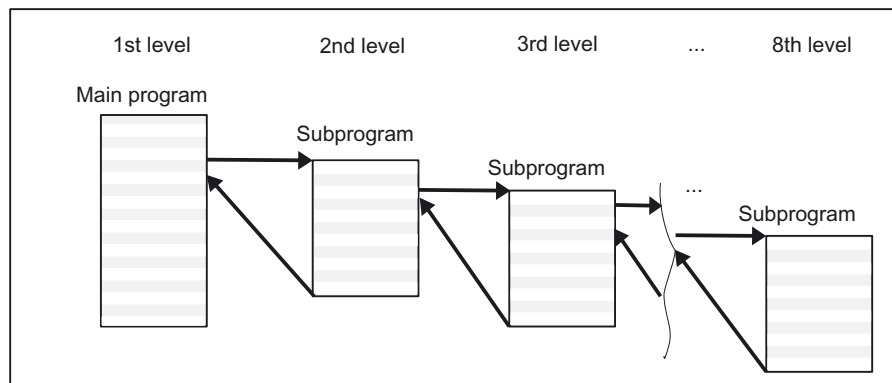 1st level 2nd level 3rd level ... 8th level
Main program
Subprogram
Subprogram
...
Subprogram